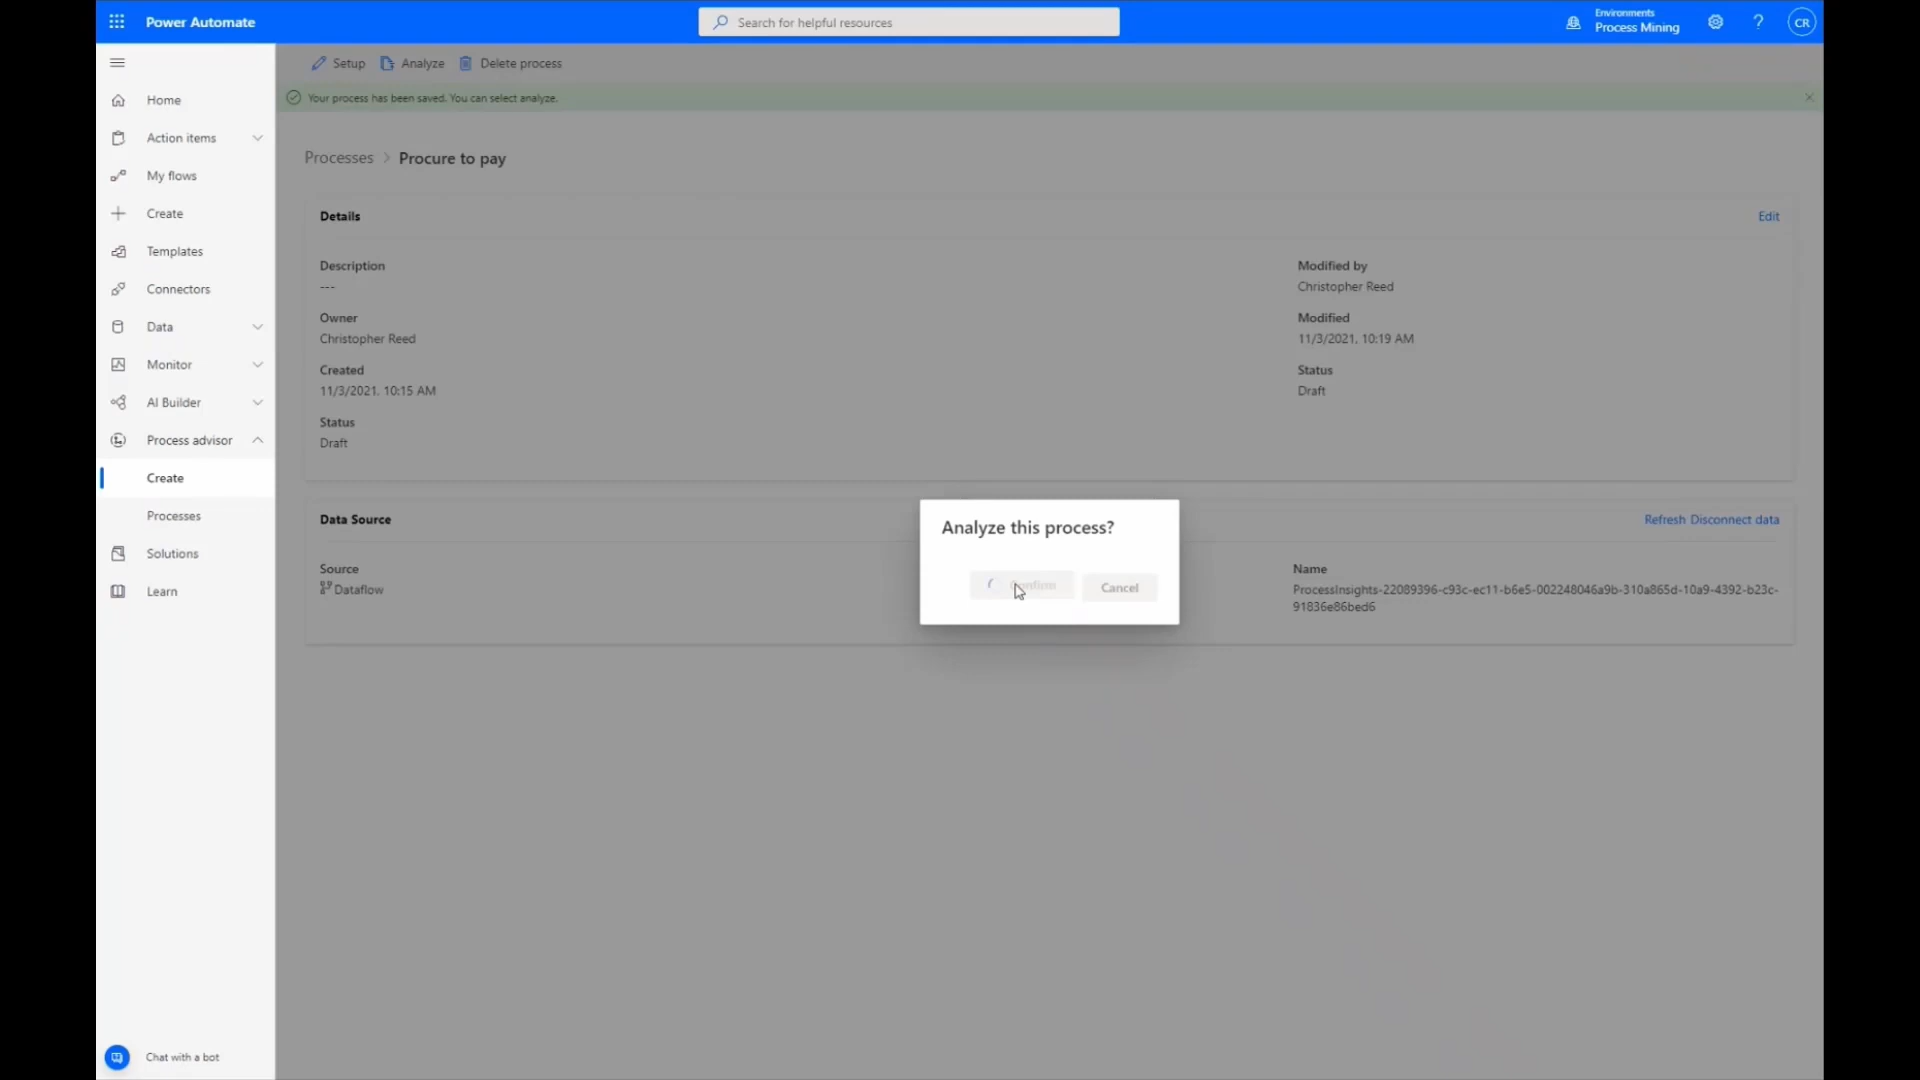 Power Automate
Search for helpful resources
Environments
Process Mining
CR
Setup
Analyze
Delete process
Your process has been saved. You can select analyze.
Home
Action items
My flows
Create
Templates
Connectors
Data
Monitor
AI Builder
Process advisor
Create
Processes
Solutions
Learn
Chat with a bot
Processes > Procure to pay
Details
Edit
Description
---
Owner
Christopher Reed
Created
11/3/2021, 10:15 AM
Status
Draft
Modified by
Christopher Reed
Modified
11/3/2021, 10:19 AM
Status
Draft
Data Source
Refresh Disconnect data
Source
Dataflow
Name
ProcessInsights-22089396-c93c-ec11-b6e5-002248046a9b-310a865d-10a9-4392-b23c-
91836e86bed6
Analyze this process?
Confirm
Cancel